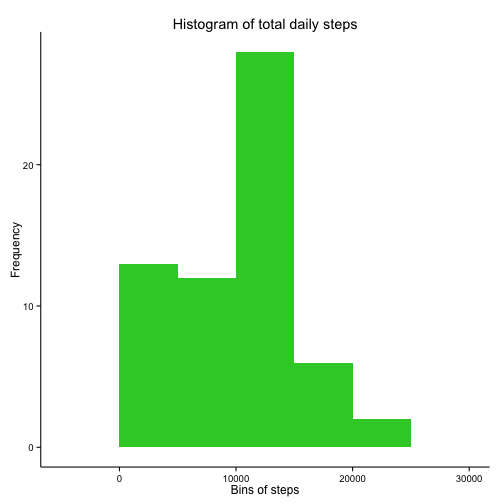 Histogram of total daily steps
20
10
0
Frequency
0 10000 20000 30000
Bins of steps